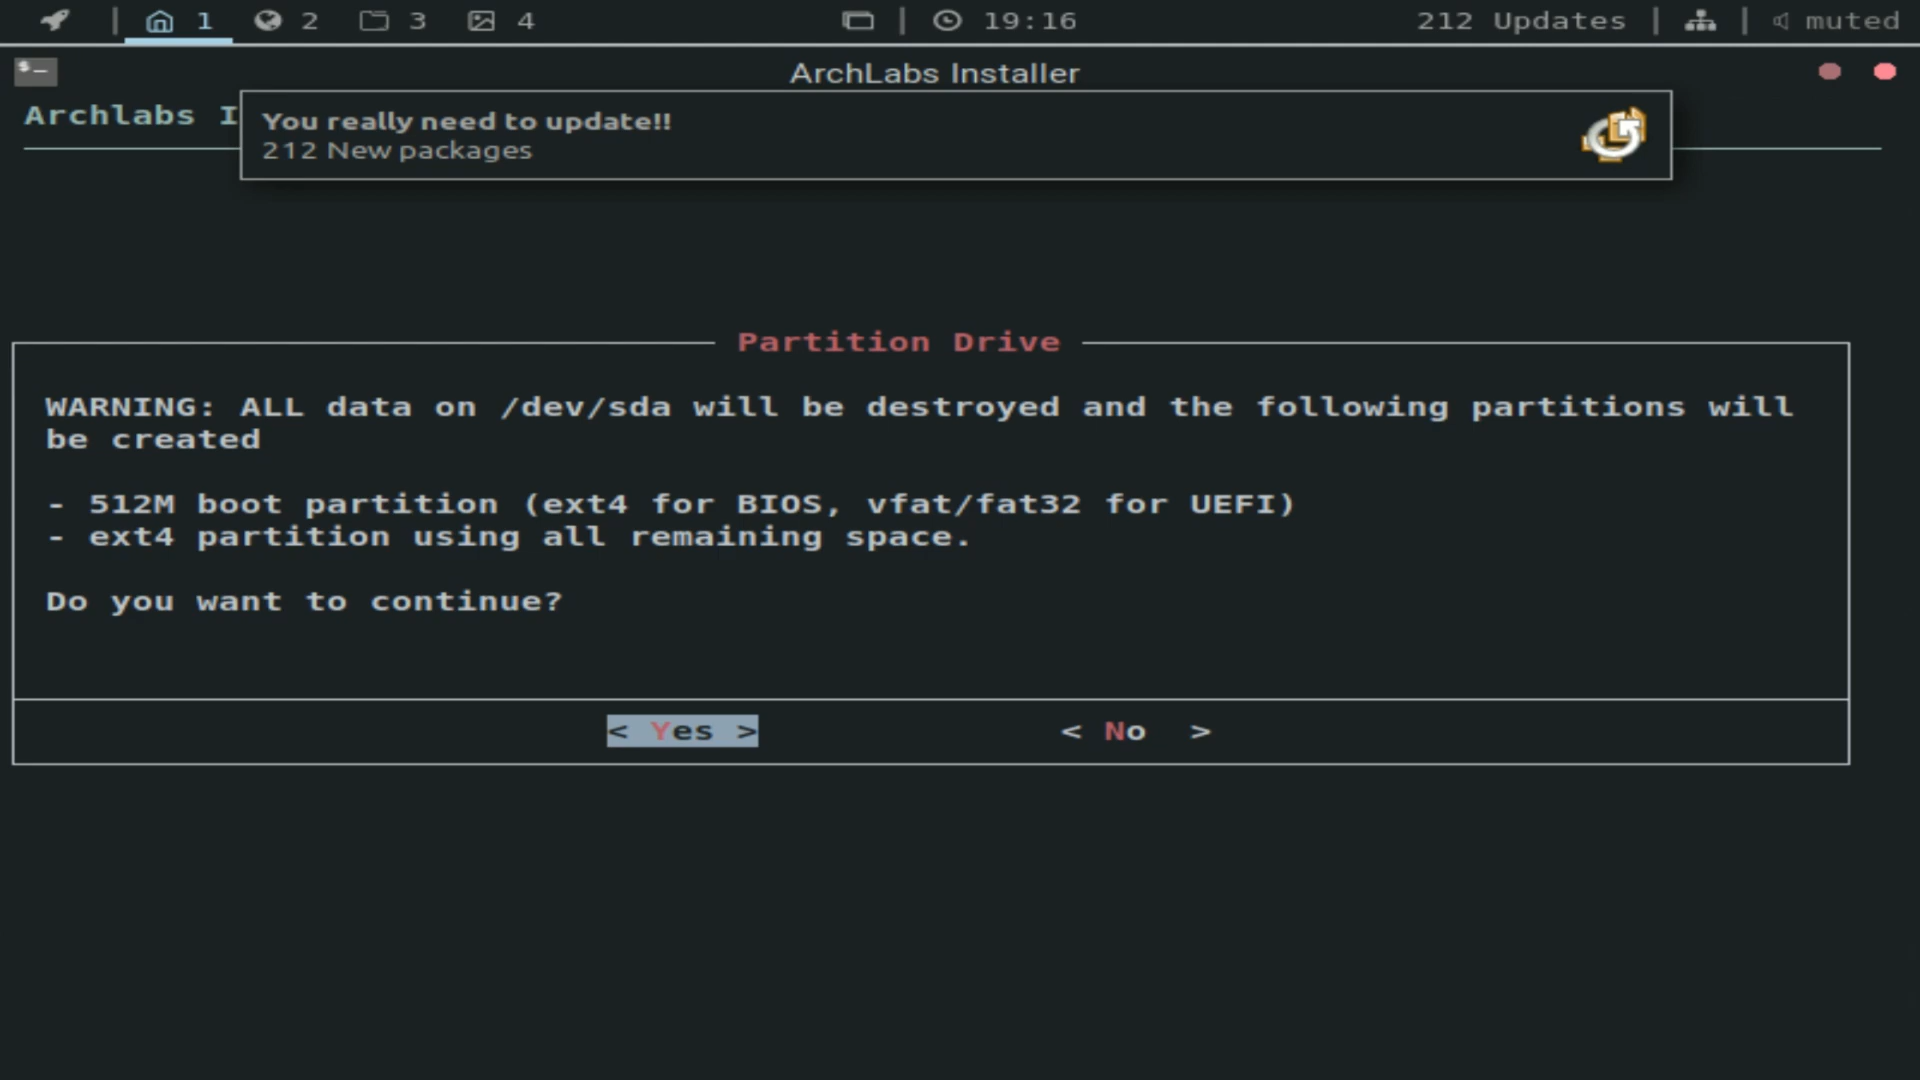 1 2 3 4 | 19:16 212 Updates | | muted
ArchLabs Installer
Archlabs I
You really need to update!!
212 New packages
Partition Drive
WARNING: ALL data on /dev/sda will be destroyed and the following partitions will
be created
- 512M boot partition (ext4 for BIOS, vfat/fat32 for UEFI)
- ext4 partition using all remaining space.
Do you want to continue?
< Yes > < No >